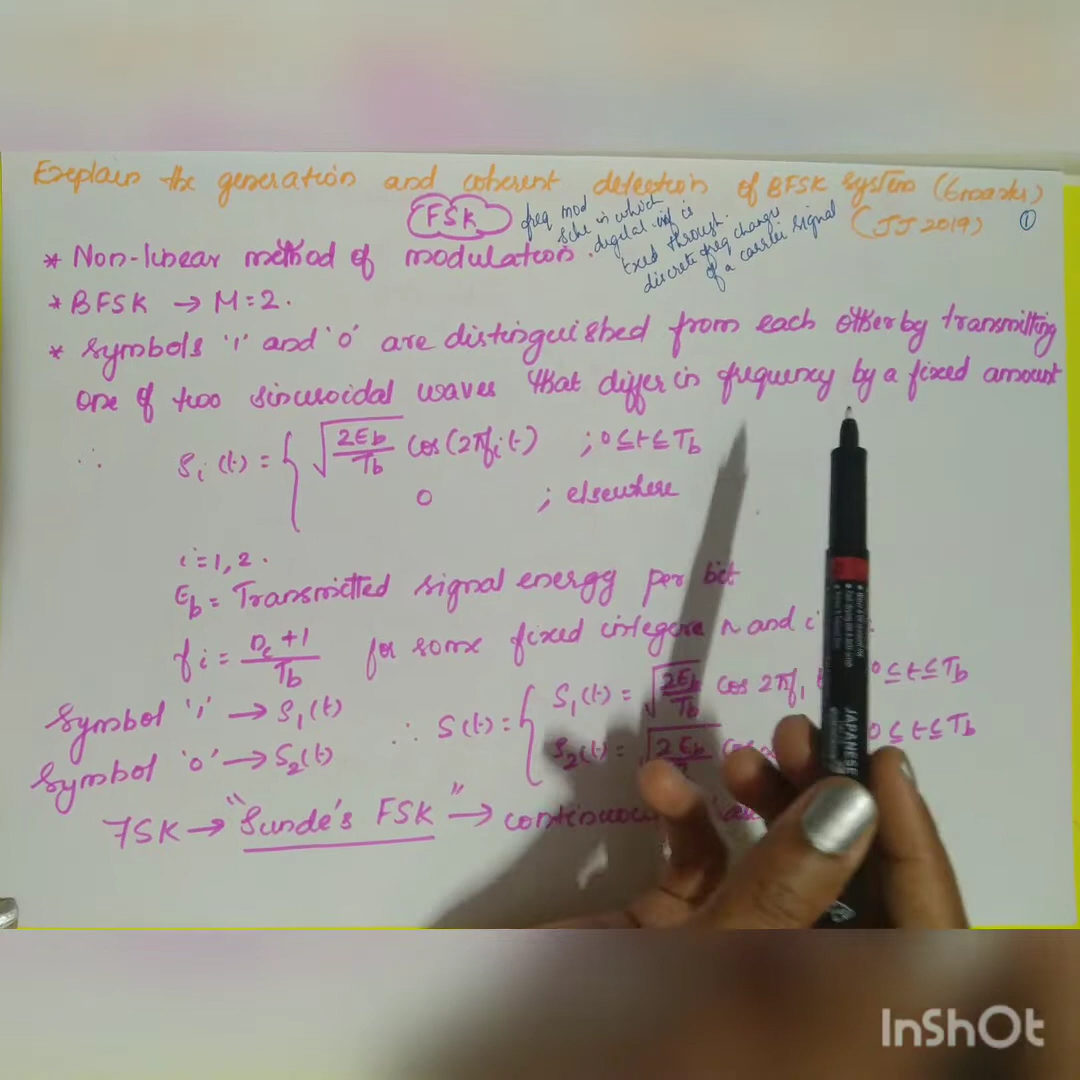 Explain the generation and coherent detection of BFSK system (6marks)
(JJ 2019) ①
FSK
freq mod
sche in which
digital inf is
txed through
discrete freq change
of a carrier signal
* Non-linear method of modulation.
* BFSK → M=2.
* Symbols '1' and '0' are distinguished from each other by transmitting
one of two sinusoidal waves that differ in frequency by a fixed amount
∴ Si(t) = { √(2Eb/Tb) cos(2πfit) ; 0≤t≤Tb
0 ; elsewhere
i=1,2.
Eb = Transmitted signal energy per bit
fi = (nc+1)/Tb for some fixed integer n and i
Symbol '1' → S1(t)
Symbol '0' → S2(t)
∴ S(t) = { S1(t) = √(2Eb/Tb) cos 2πf1 0≤t≤Tb
S2(t) = √(2Eb/ 0≤t≤Tb
FSK → "Sunde's FSK" →
JAPANESE
InShOt